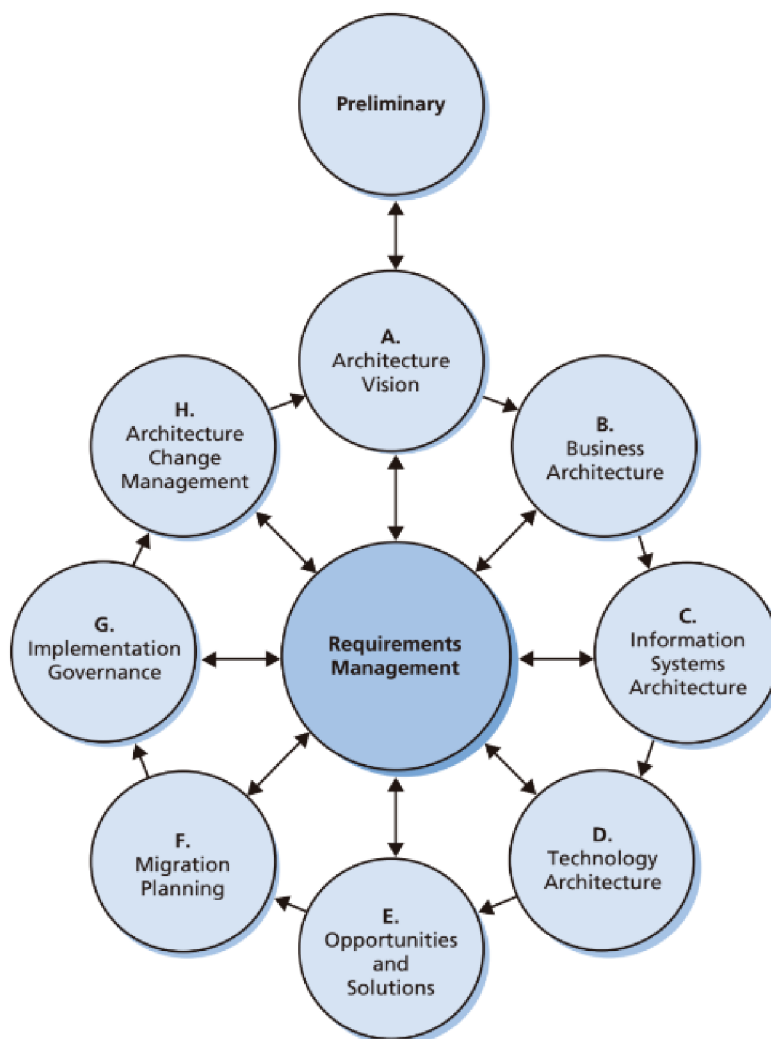 Preliminary
A.
Architecture
Vision
B.
Business
Architecture
C.
Information
Systems
Architecture
D.
Technology
Architecture
E.
Opportunities
and
Solutions
F.
Migration
Planning
G.
Implementation
Governance
H.
Architecture
Change
Management
Requirements
Management